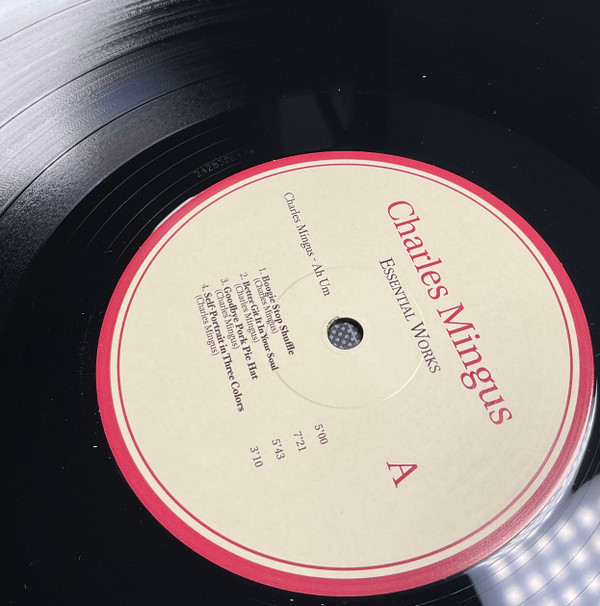 Charles Mingus
ESSENTIAL WORKS
A
Charles Mingus - Ah Um
1. Boogie Stop Shuffle 5'00
(Charles Mingus)
2. Better Git It In Your Soul 7'21
(Charles Mingus)
3. Goodbye Pork Pie Hat 5'43
(Charles Mingus)
4. Self-Portrait in Three Colors 3'10
(Charles Mingus)